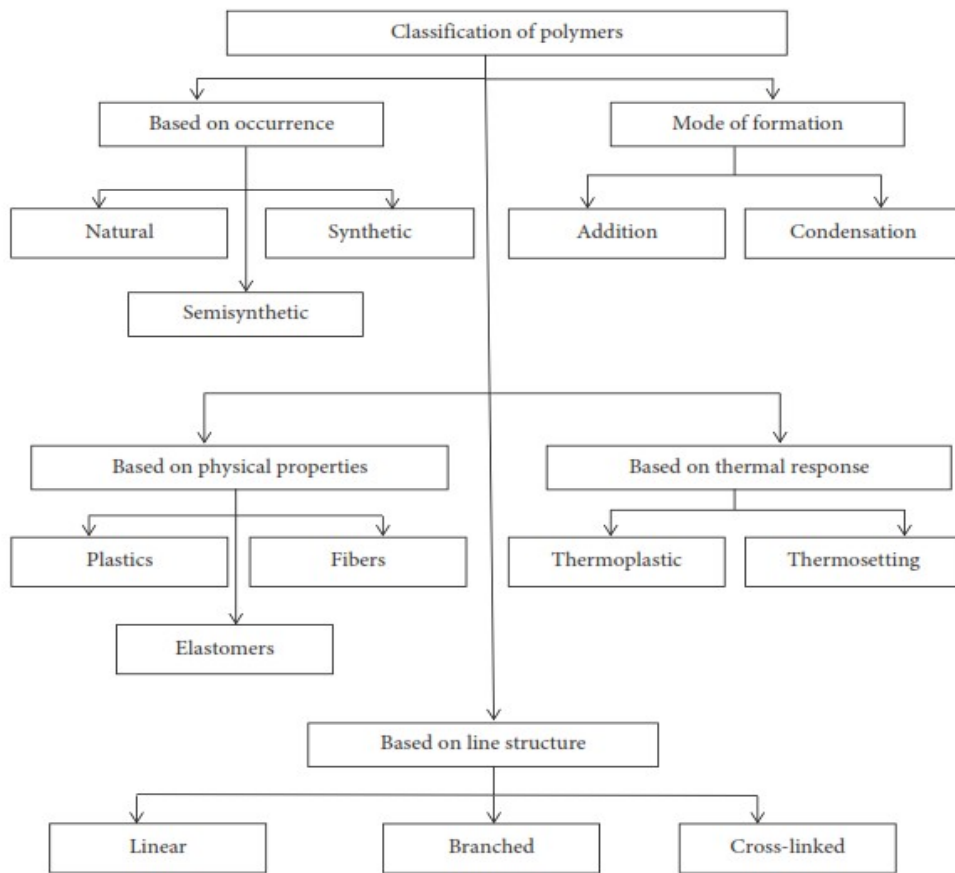 Classification of polymers
Based on occurrence
Mode of formation
Natural
Synthetic
Addition
Condensation
Semisynthetic
Based on physical properties
Based on thermal response
Plastics
Fibers
Thermoplastic
Thermosetting
Elastomers
Based on line structure
Linear
Branched
Cross-linked